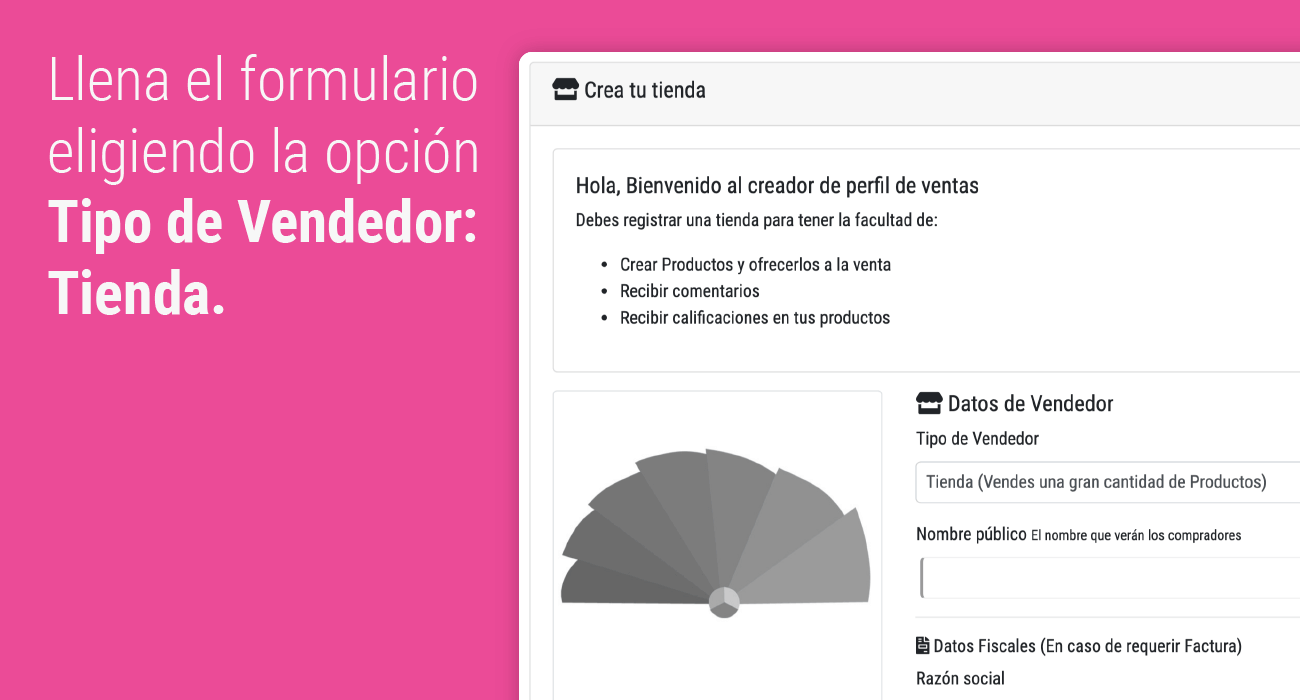 Llena el formulario
eligiendo la opción
Tipo de Vendedor:
Tienda.
Crea tu tienda
Hola, Bienvenido al creador de perfil de ventas
Debes registrar una tienda para tener la facultad de:
• Crear Productos y ofrecerlos a la venta
• Recibir comentarios
• Recibir calificaciones en tus productos
Datos de Vendedor
Tipo de Vendedor
Tienda (Vendes una gran cantidad de Productos)
Nombre público El nombre que verán los compradores
Datos Fiscales (En caso de requerir Factura)
Razón social